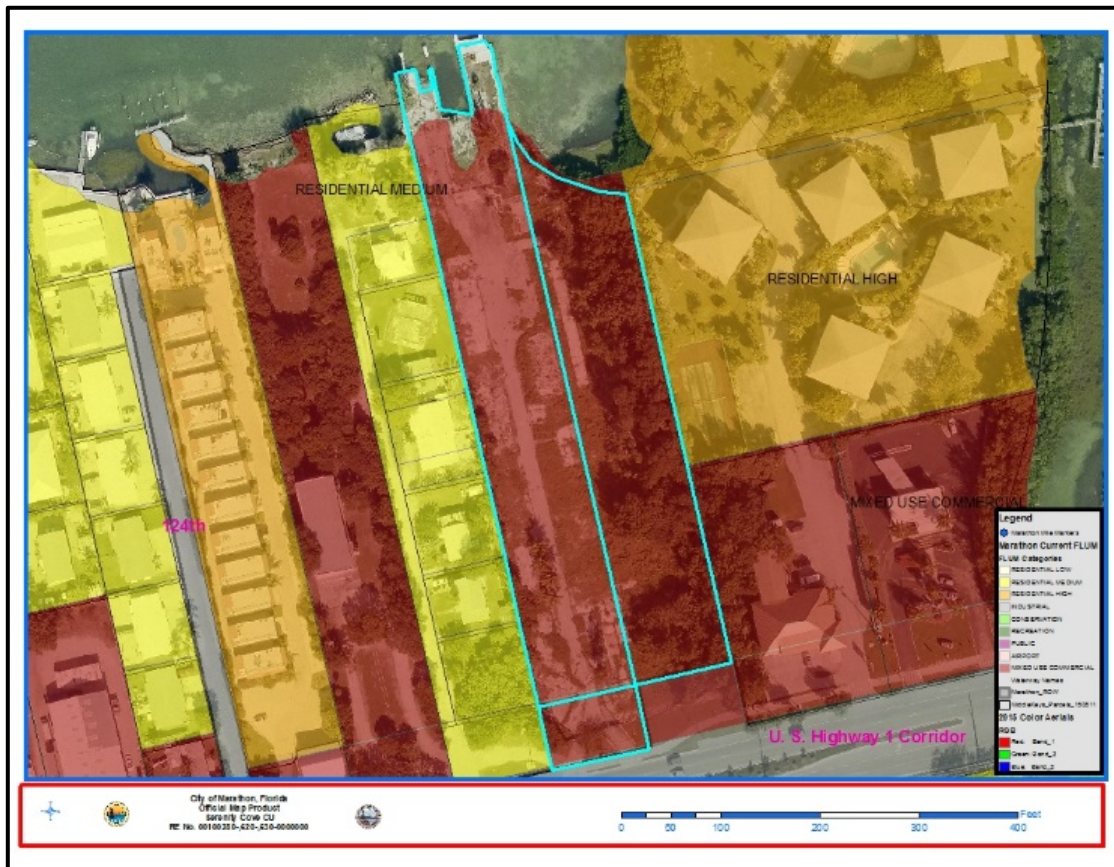 RESIDENTIAL MEDIUM
RESIDENTIAL HIGH
124th
MIXED USE COMMERCIAL
U. S. Highway 1 Corridor
Legend
Marathon Current FLUM
FLUM Categories
RESIDENTIAL LOW
RESIDENTIAL MEDIUM
RESIDENTIAL HIGH
INDUSTRIAL
CONSERVATION
RECREATION
PUBLIC
AIRPORT
MIXED USE COMMERCIAL
Waterway Names
Marathon_ROW
2015 Color Aerials
RGB
Red: Band_1
Green: Band_2
Blue: Band_3
City of Marathon, Florida
Official Map Product
Serenity Cove CU
RE No.
Feet
0 50 100 200 300 400